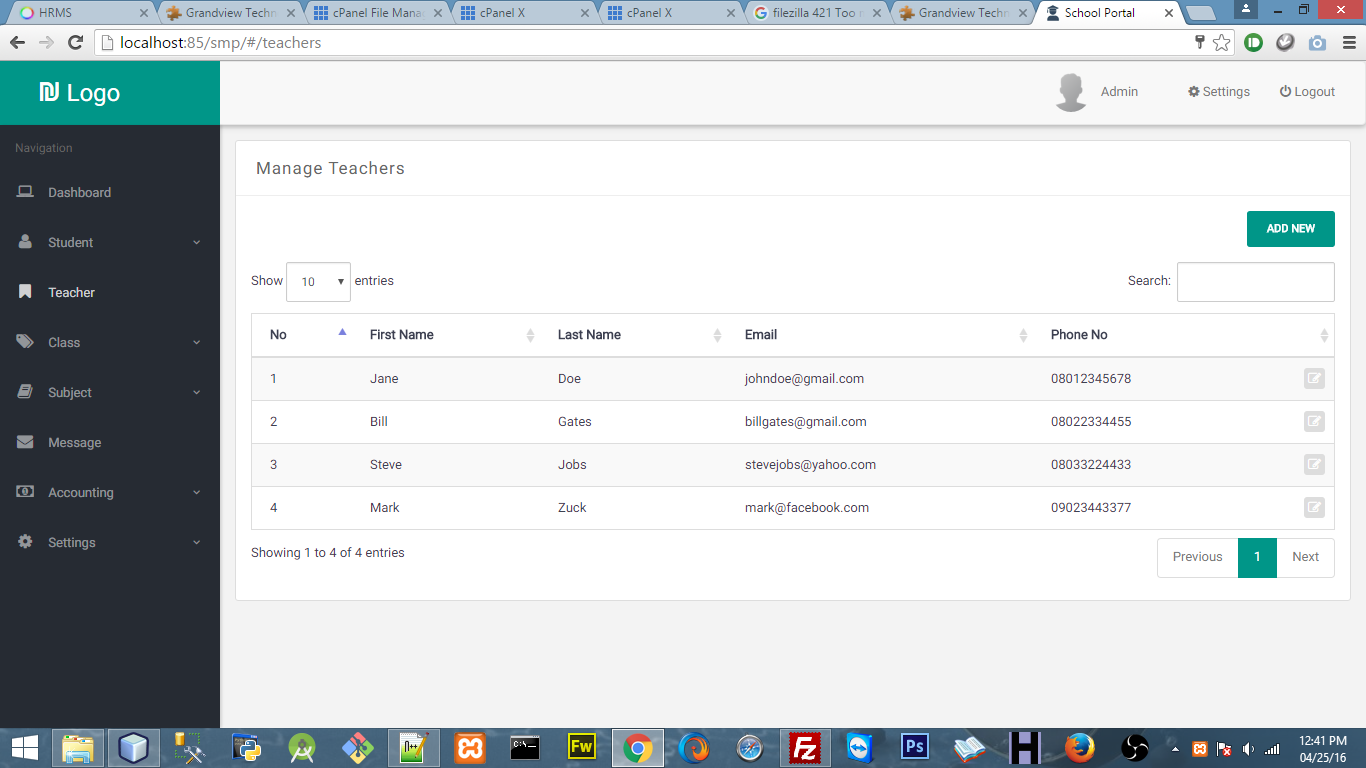 HRMS
Grandview Techn
cPanel File Mana
cPanel X
cPanel X
filezilla 421 Too m
Grandview Techn
School Portal
localhost:85/smp/#/teachers
Logo
Admin
Settings
Logout
Navigation
Dashboard
Student
Teacher
Class
Subject
Message
Accounting
Settings
Manage Teachers
ADD NEW
Show 10 entries
Search:
No First Name Last Name Email Phone No
1 Jane Doe johndoe@gmail.com 08012345678
2 Bill Gates billgates@gmail.com 08022334455
3 Steve Jobs stevejobs@yahoo.com 08033224433
4 Mark Zuck mark@facebook.com 09023443377
Showing 1 to 4 of 4 entries
Previous 1 Next
Fw
Fz
Ps
H
12:41 PM
04/25/16